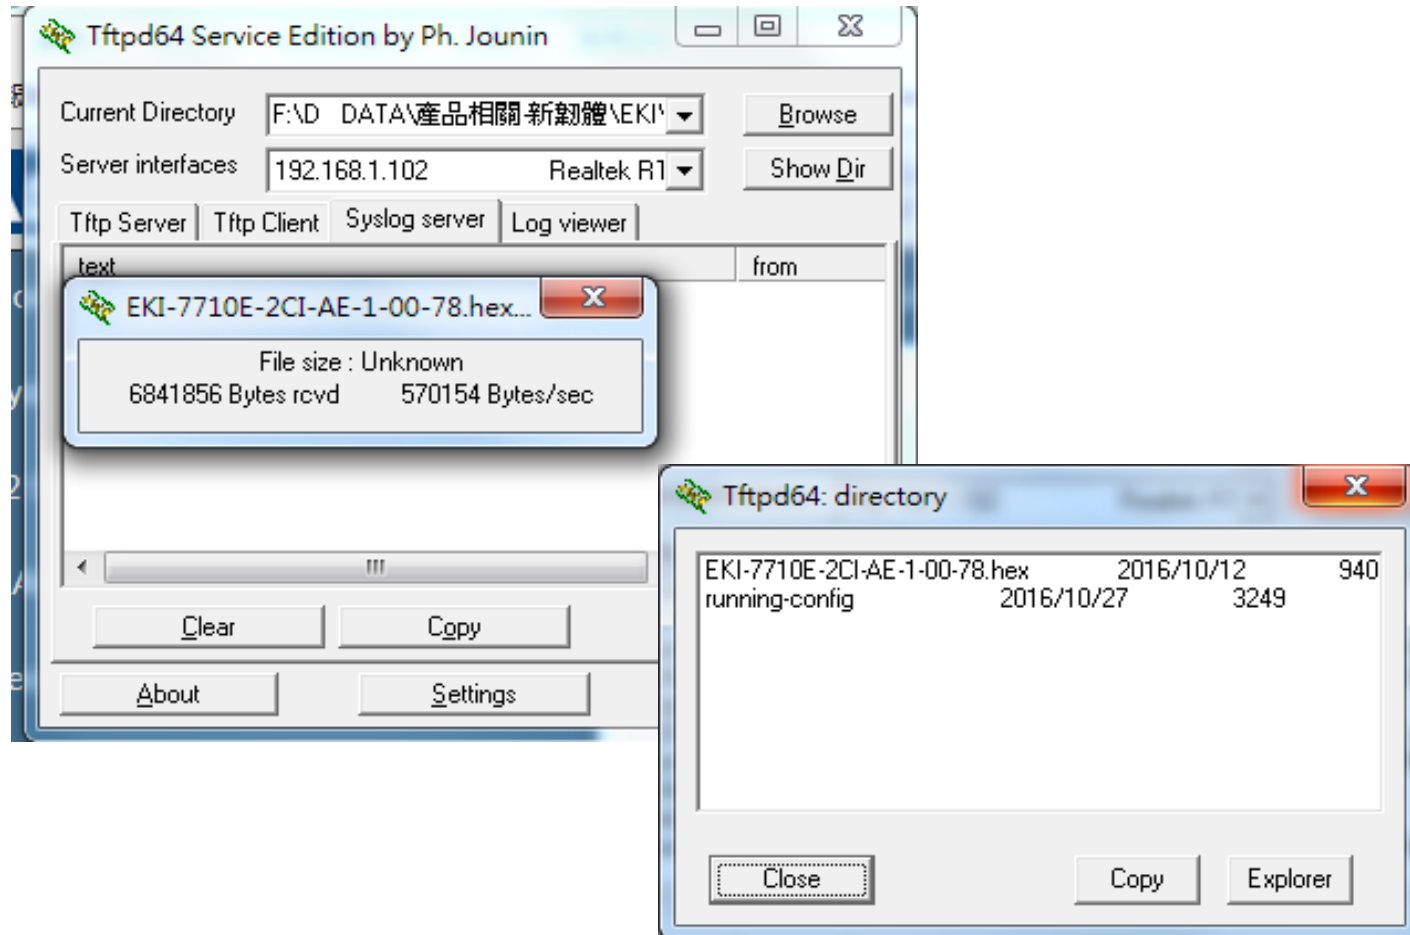 Tftpd64 Service Edition by Ph. Jounin
Current Directory F:\D DATA\產品相關-新韌體\EKI\ Browse
Server interfaces 192.168.1.102 Realtek Show Dir
Tftp Server Tftp Client Syslog server Log viewer
text from
EKI-7710E-2CI-AE-1-00-78.hex...
File size : Unknown
6841856 Bytes rcvd 570154 Bytes/sec
Clear Copy
About Settings
Tftpd64: directory
EKI-7710E-2CI-AE-1-00-78.hex 2016/10/12 940
running-config 2016/10/27 3249
Close Copy Explorer